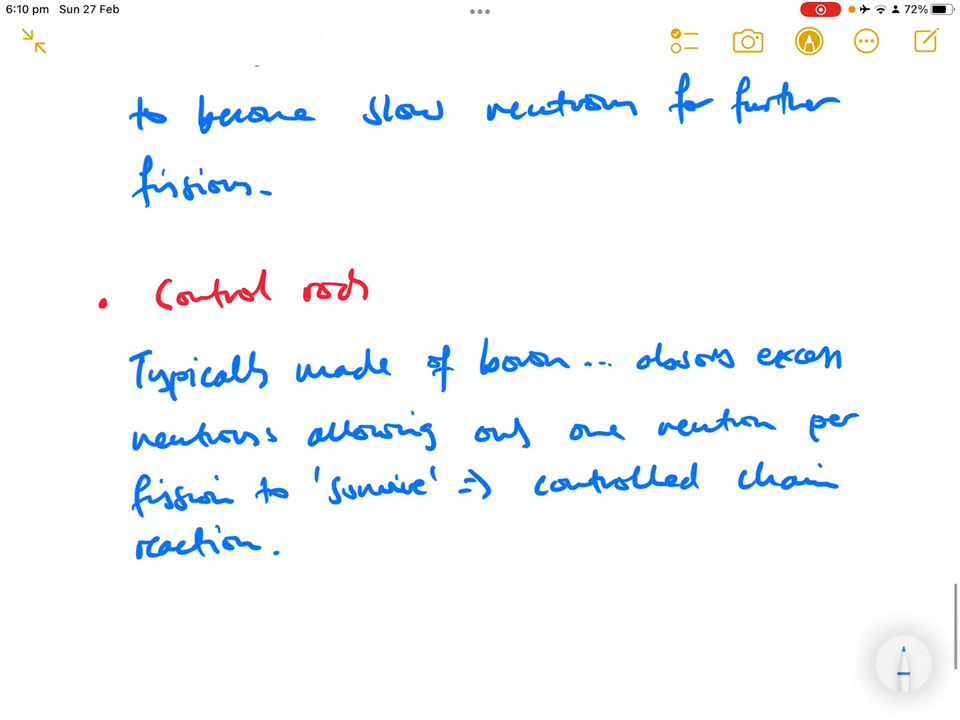 6:10 pm Sun 27 Feb 72%
to become slow neutrons for further
fissions.
• Control rods
Typically made of boron ... absorbs excess
neutrons allowing only one neutron per
fission to 'survive' => controlled chain
reaction.